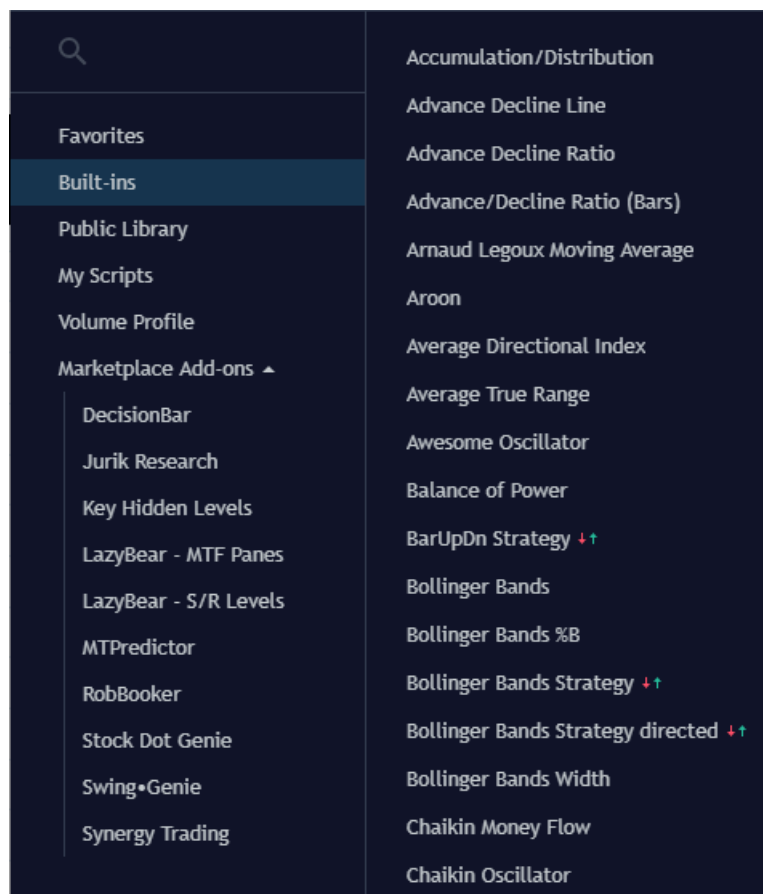 Favorites
Built-ins
Public Library
My Scripts
Volume Profile
Marketplace Add-ons
DecisionBar
Jurik Research
Key Hidden Levels
LazyBear - MTF Panes
LazyBear - S/R Levels
MTPredictor
RobBooker
Stock Dot Genie
Swing•Genie
Synergy Trading
Accumulation/Distribution
Advance Decline Line
Advance Decline Ratio
Advance/Decline Ratio (Bars)
Arnaud Legoux Moving Average
Aroon
Average Directional Index
Average True Range
Awesome Oscillator
Balance of Power
BarUpDn Strategy
Bollinger Bands
Bollinger Bands %B
Bollinger Bands Strategy
Bollinger Bands Strategy directed
Bollinger Bands Width
Chaikin Money Flow
Chaikin Oscillator